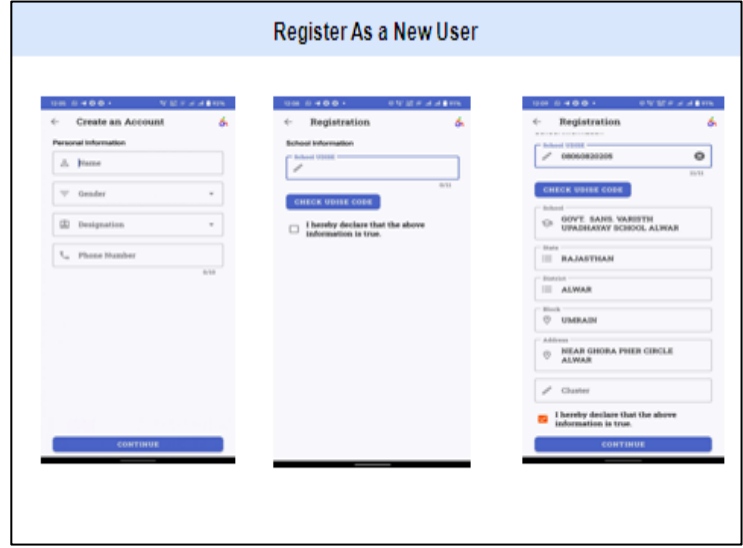 Register As a New User
Create an Account
Personal Information
Name
Gender
Designation
Phone Number
0/10
CONTINUE
Registration
School Information
School UDISE
0/11
CHECK UDISE CODE
I hereby declare that the above
information is true.
Registration
School Information
School UDISE
08060820206
11/11
CHECK UDISE CODE
School
GOVT. SANS. VARISTH
UPADHAYAY SCHOOL ALWAR
State
RAJASTHAN
District
ALWAR
Block
UMRAIN
Address
NEAR GHORA PHER CIRCLE
ALWAR
Cluster
I hereby declare that the above
information is true.
CONTINUE